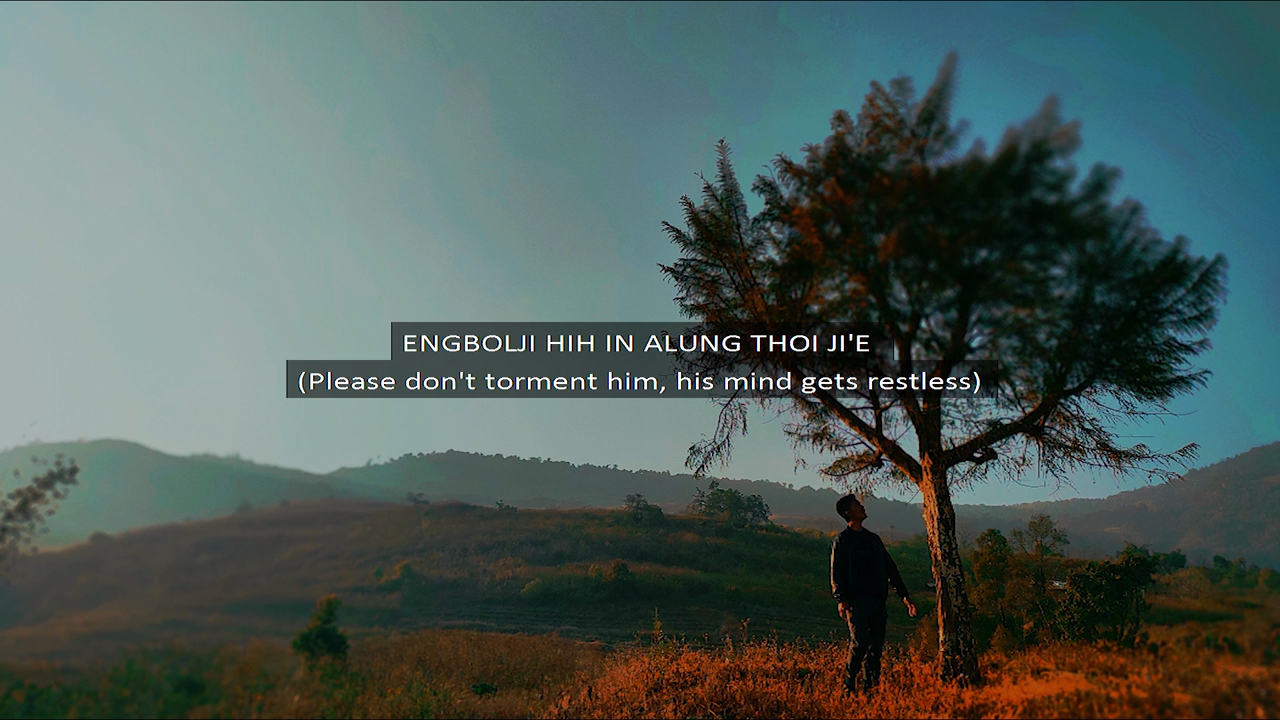 ENGBOLJI HIH IN ALUNG THOI JI'E
(Please don't torment him, his mind gets restless)